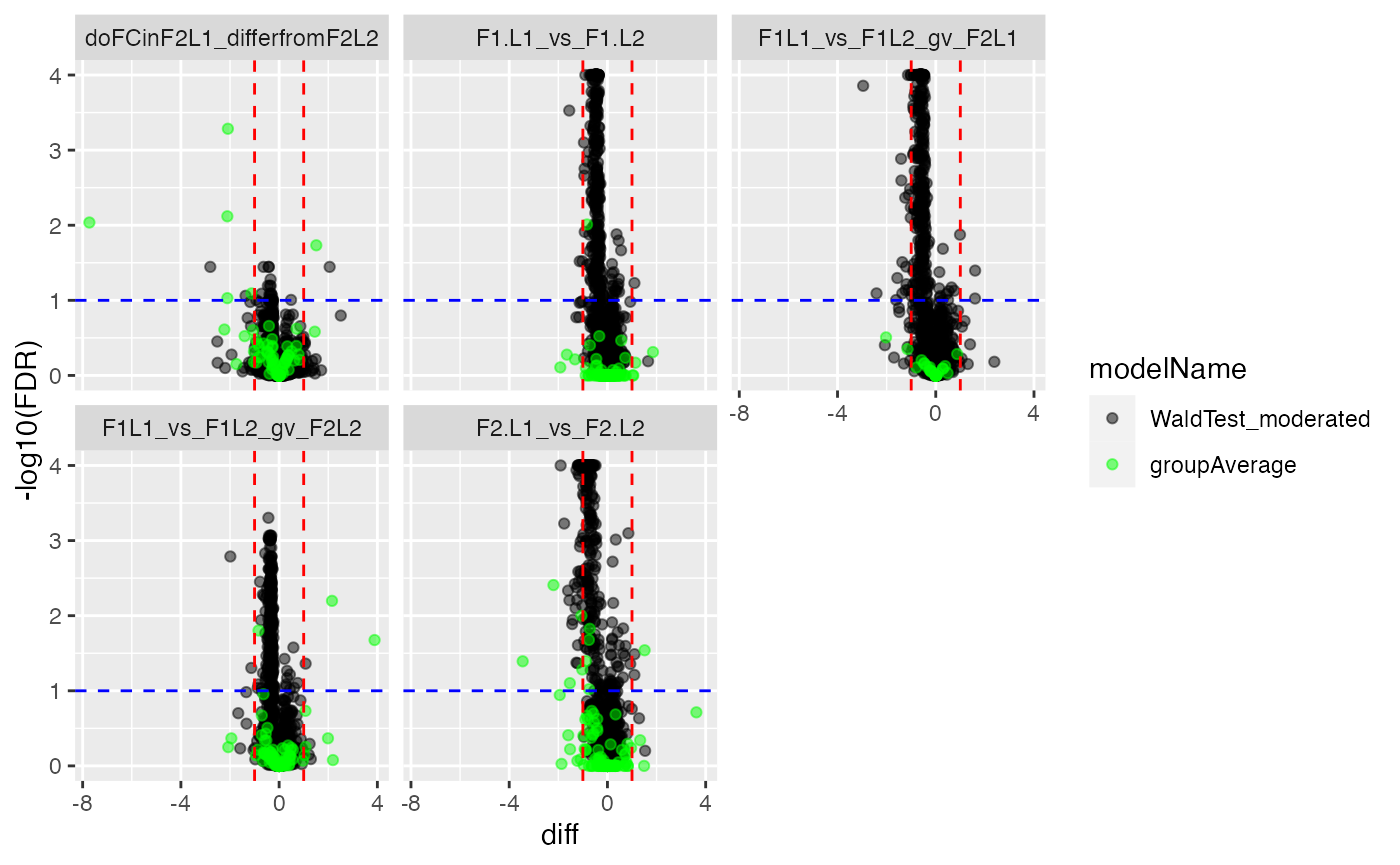 doFCinF2L1_differfromF2L2
F1.L1_vs_F1.L2
F1L1_vs_F1L2_gv_F2L1
4
3
2
1
0
-8
-4
0
4
F1L1_vs_F1L2_gv_F2L2
F2.L1_vs_F2.L2
4
3
2
1
0
-8
-4
0
4
-8
-4
0
4
diff
-log10(FDR)
modelName
WaldTest_moderated
groupAverage